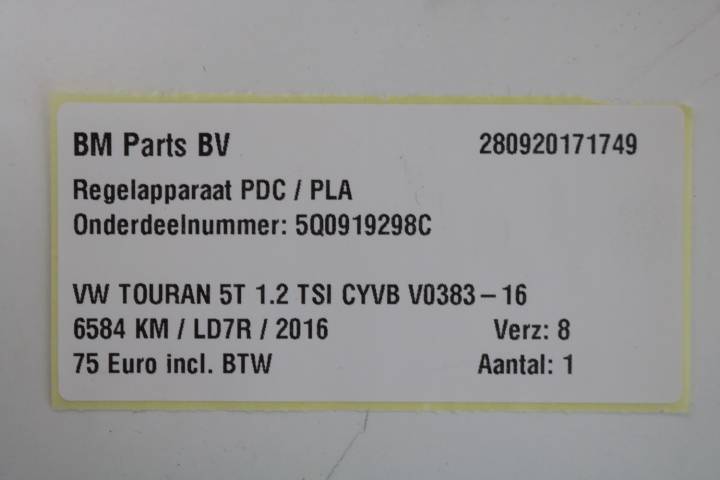 BM Parts BV 280920171749
Regelapparaat PDC / PLA
Onderdeelnummer: 5Q0919298C
VW TOURAN 5T 1.2 TSI CYVB V0383-16
6584 KM / LD7R / 2016 Verz: 8
75 Euro incl. BTW Aantal: 1